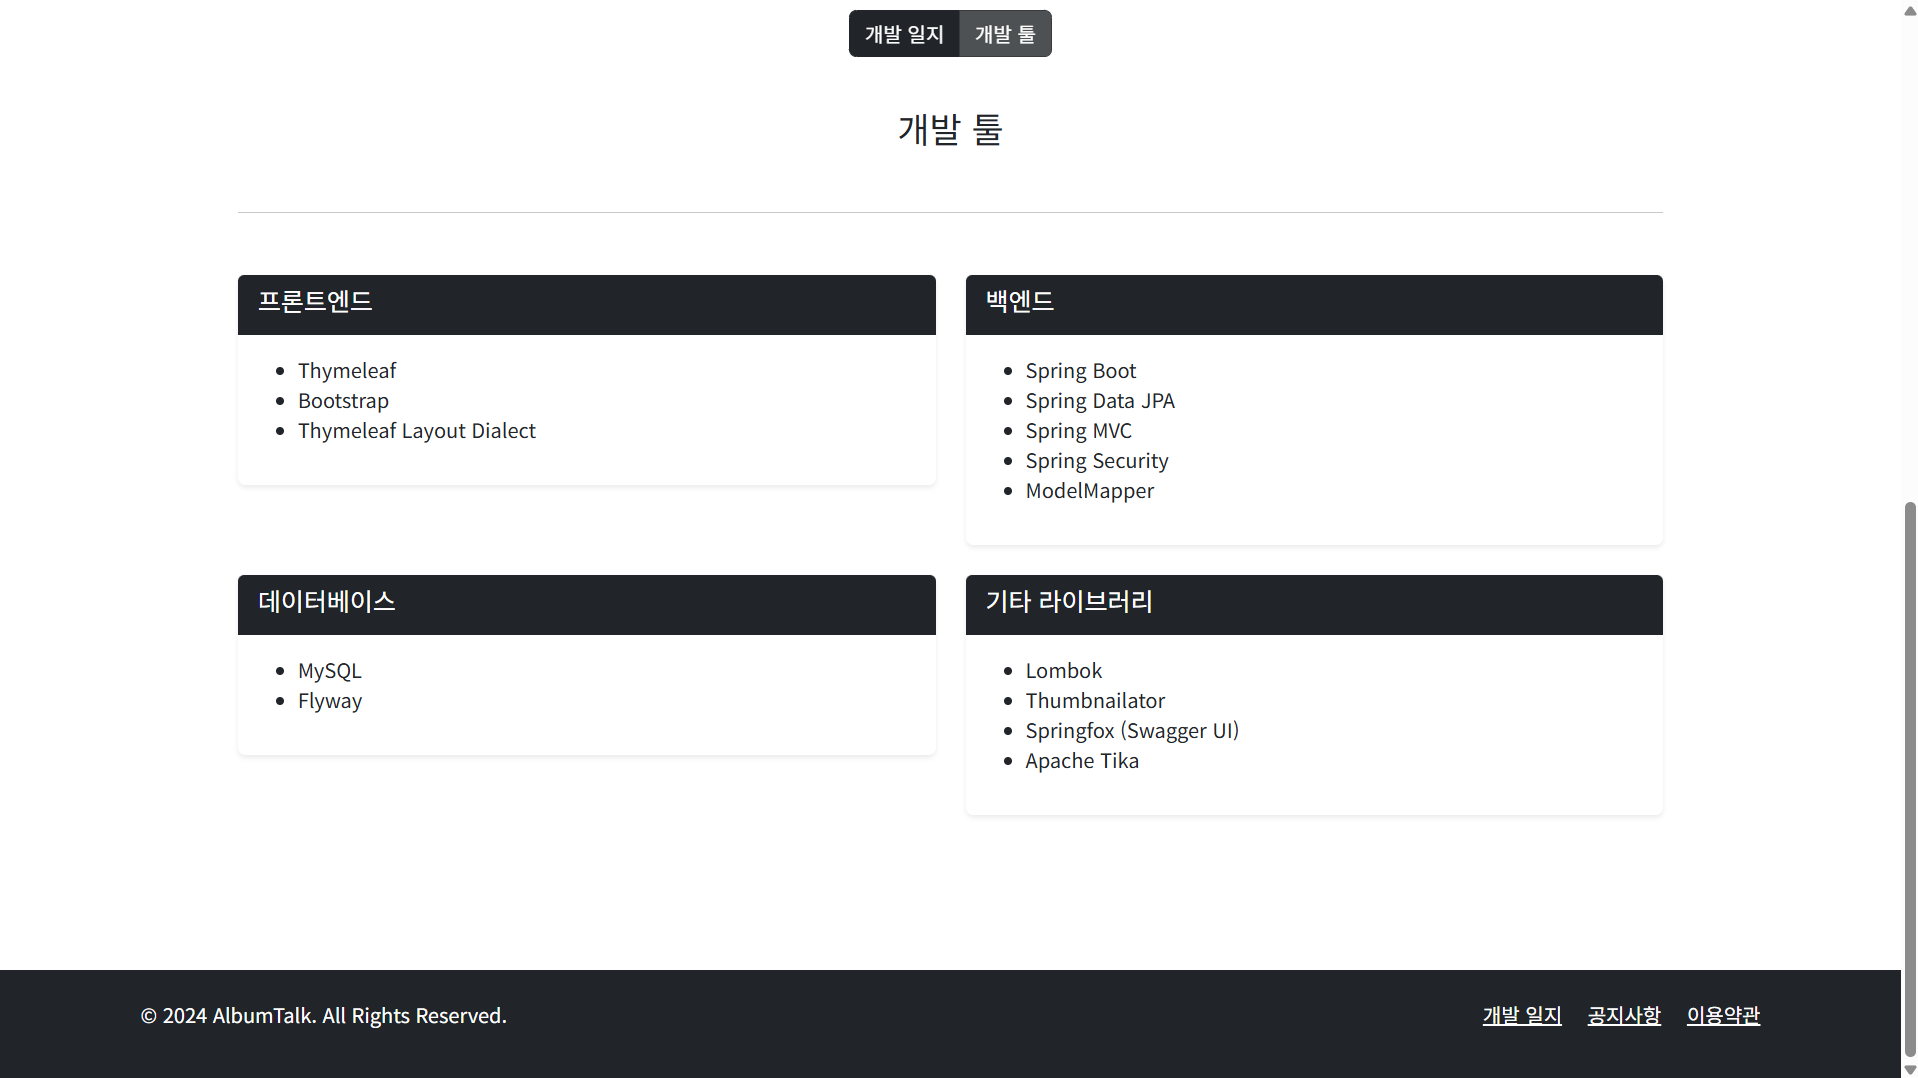 개발 일지 개발 툴
개발 툴
프론트엔드
Thymeleaf
Bootstrap
Thymeleaf Layout Dialect
백엔드
Spring Boot
Spring Data JPA
Spring MVC
Spring Security
ModelMapper
데이터베이스
MySQL
Flyway
기타 라이브러리
Lombok
Thumbnailator
Springfox (Swagger UI)
Apache Tika
© 2024 AlbumTalk. All Rights Reserved.
개발 일지 공지사항 이용약관